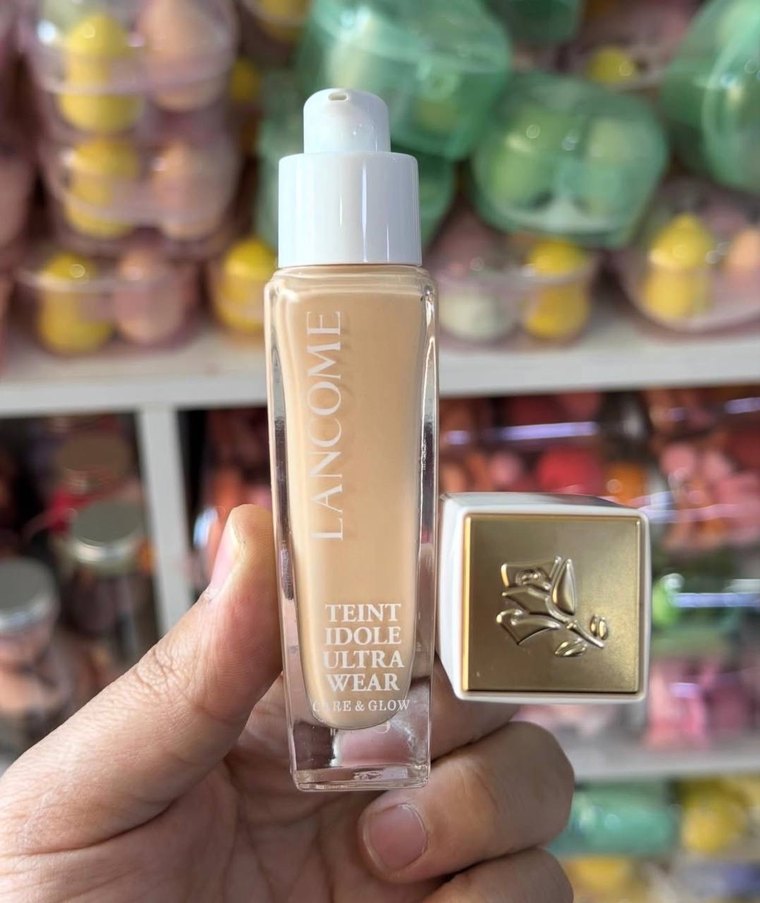 LANCOME
TEINT
IDOLE
ULTRA
WEAR
CARE & GLOW